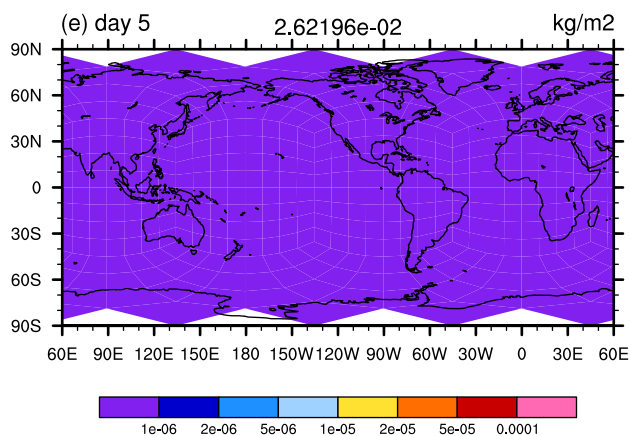 (e) day 5 2.62196e-02 kg/m2
90N
60N
30N
0
30S
60S
90S
60E 90E 120E 150E 180 150W 120W 90W 60W 30W 0 30E 60E
1e-06 2e-06 5e-06 1e-05 2e-05 5e-05 0.0001